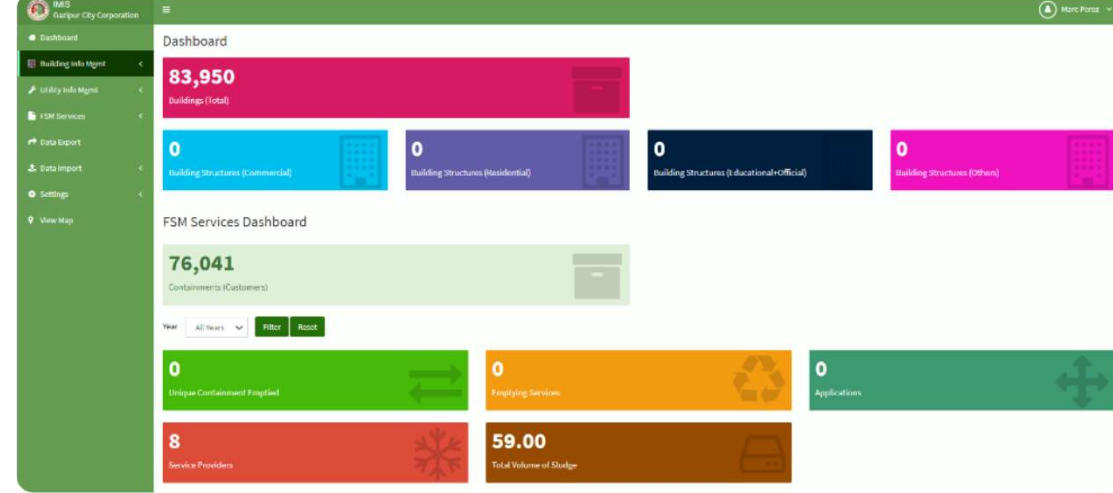 IMIS
Gazipur City Corporation
Marc Perez
Dashboard
Building Info Mgmt
Utility Info Mgmt
FSM Services
Data Export
Data Import
Settings
View Map
Dashboard
83,950
Buildings (Total)
0
Building Structures (Commercial)
0
Building Structures (Residential)
0
Building Structures (Educational+Official)
0
Building Structures (Others)
FSM Services Dashboard
76,041
Containments (Customers)
Year All Years Filter Reset
0
Unique Containment Emptied
0
Emptying Services
0
Applications
8
Service Providers
59.00
Total Volume of Sludge